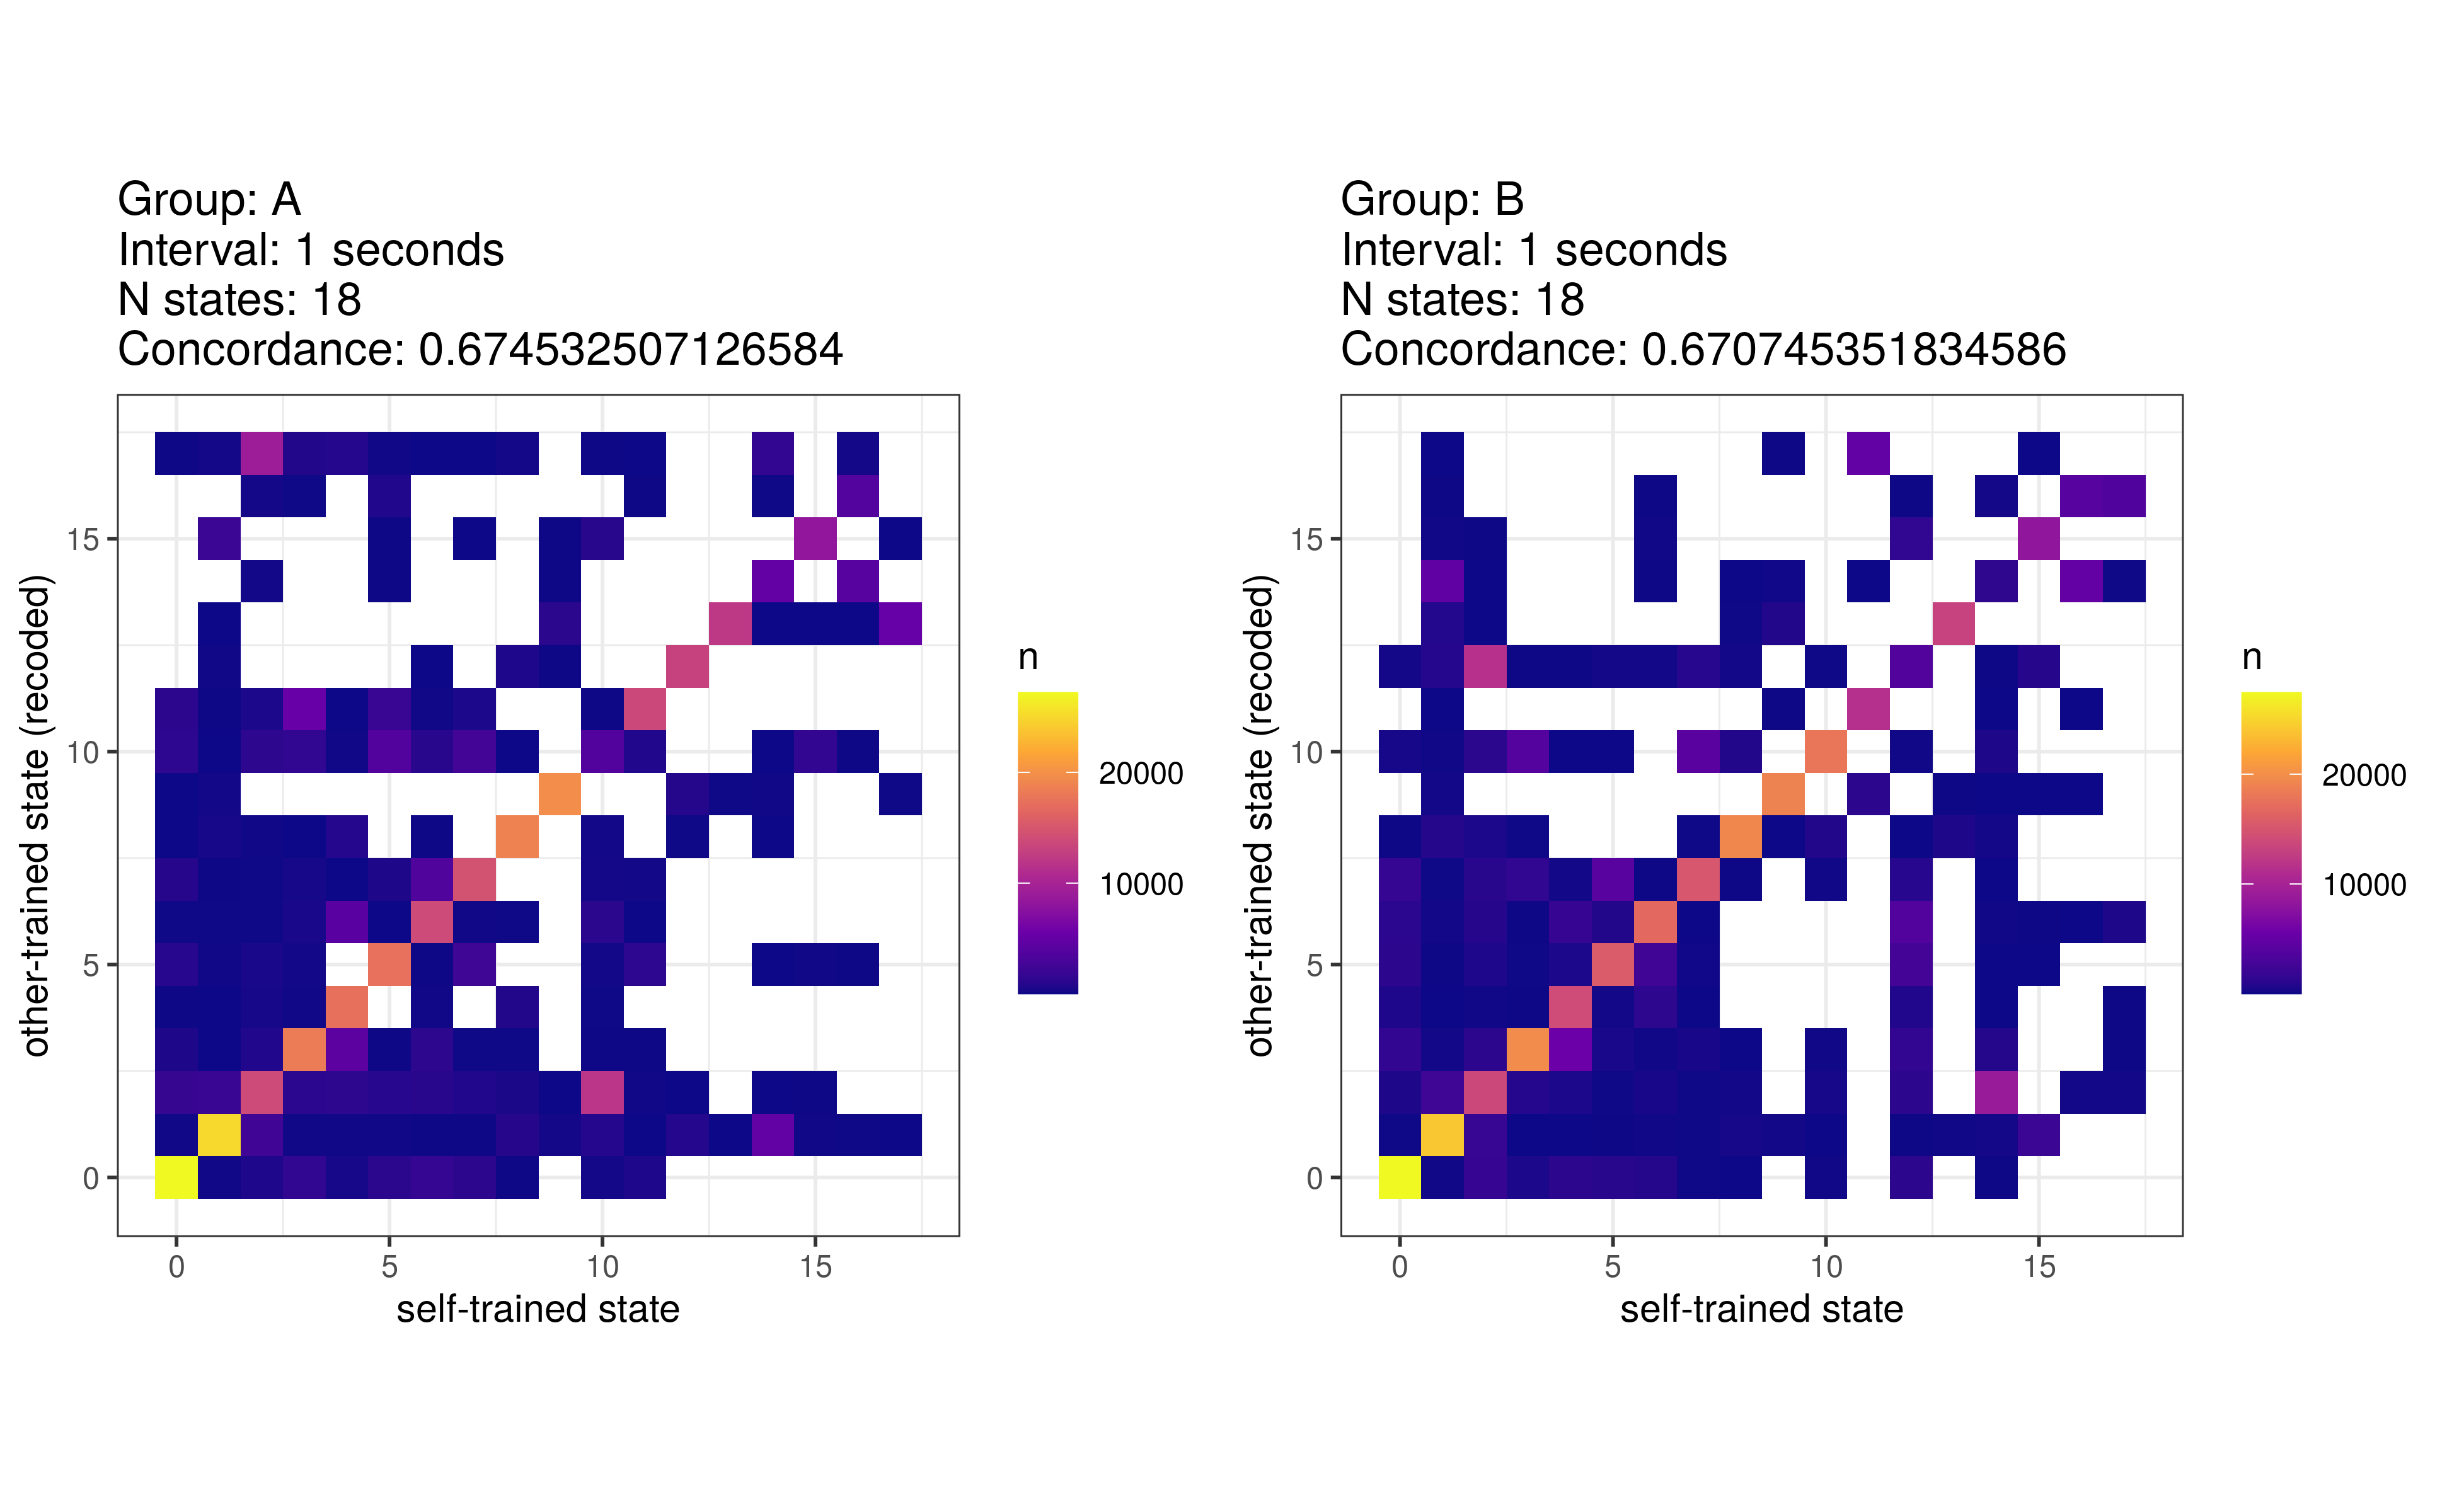 Group: A
Interval: 1 seconds
N states: 18
Concordance: 0.674532507126584
other-trained state (recoded)
15
10
5
0
0
5
10
15
self-trained state
n
20000
10000
Group: B
Interval: 1 seconds
N states: 18
Concordance: 0.670745351834586
other-trained state (recoded)
15
10
5
0
0
5
10
15
self-trained state
n
20000
10000